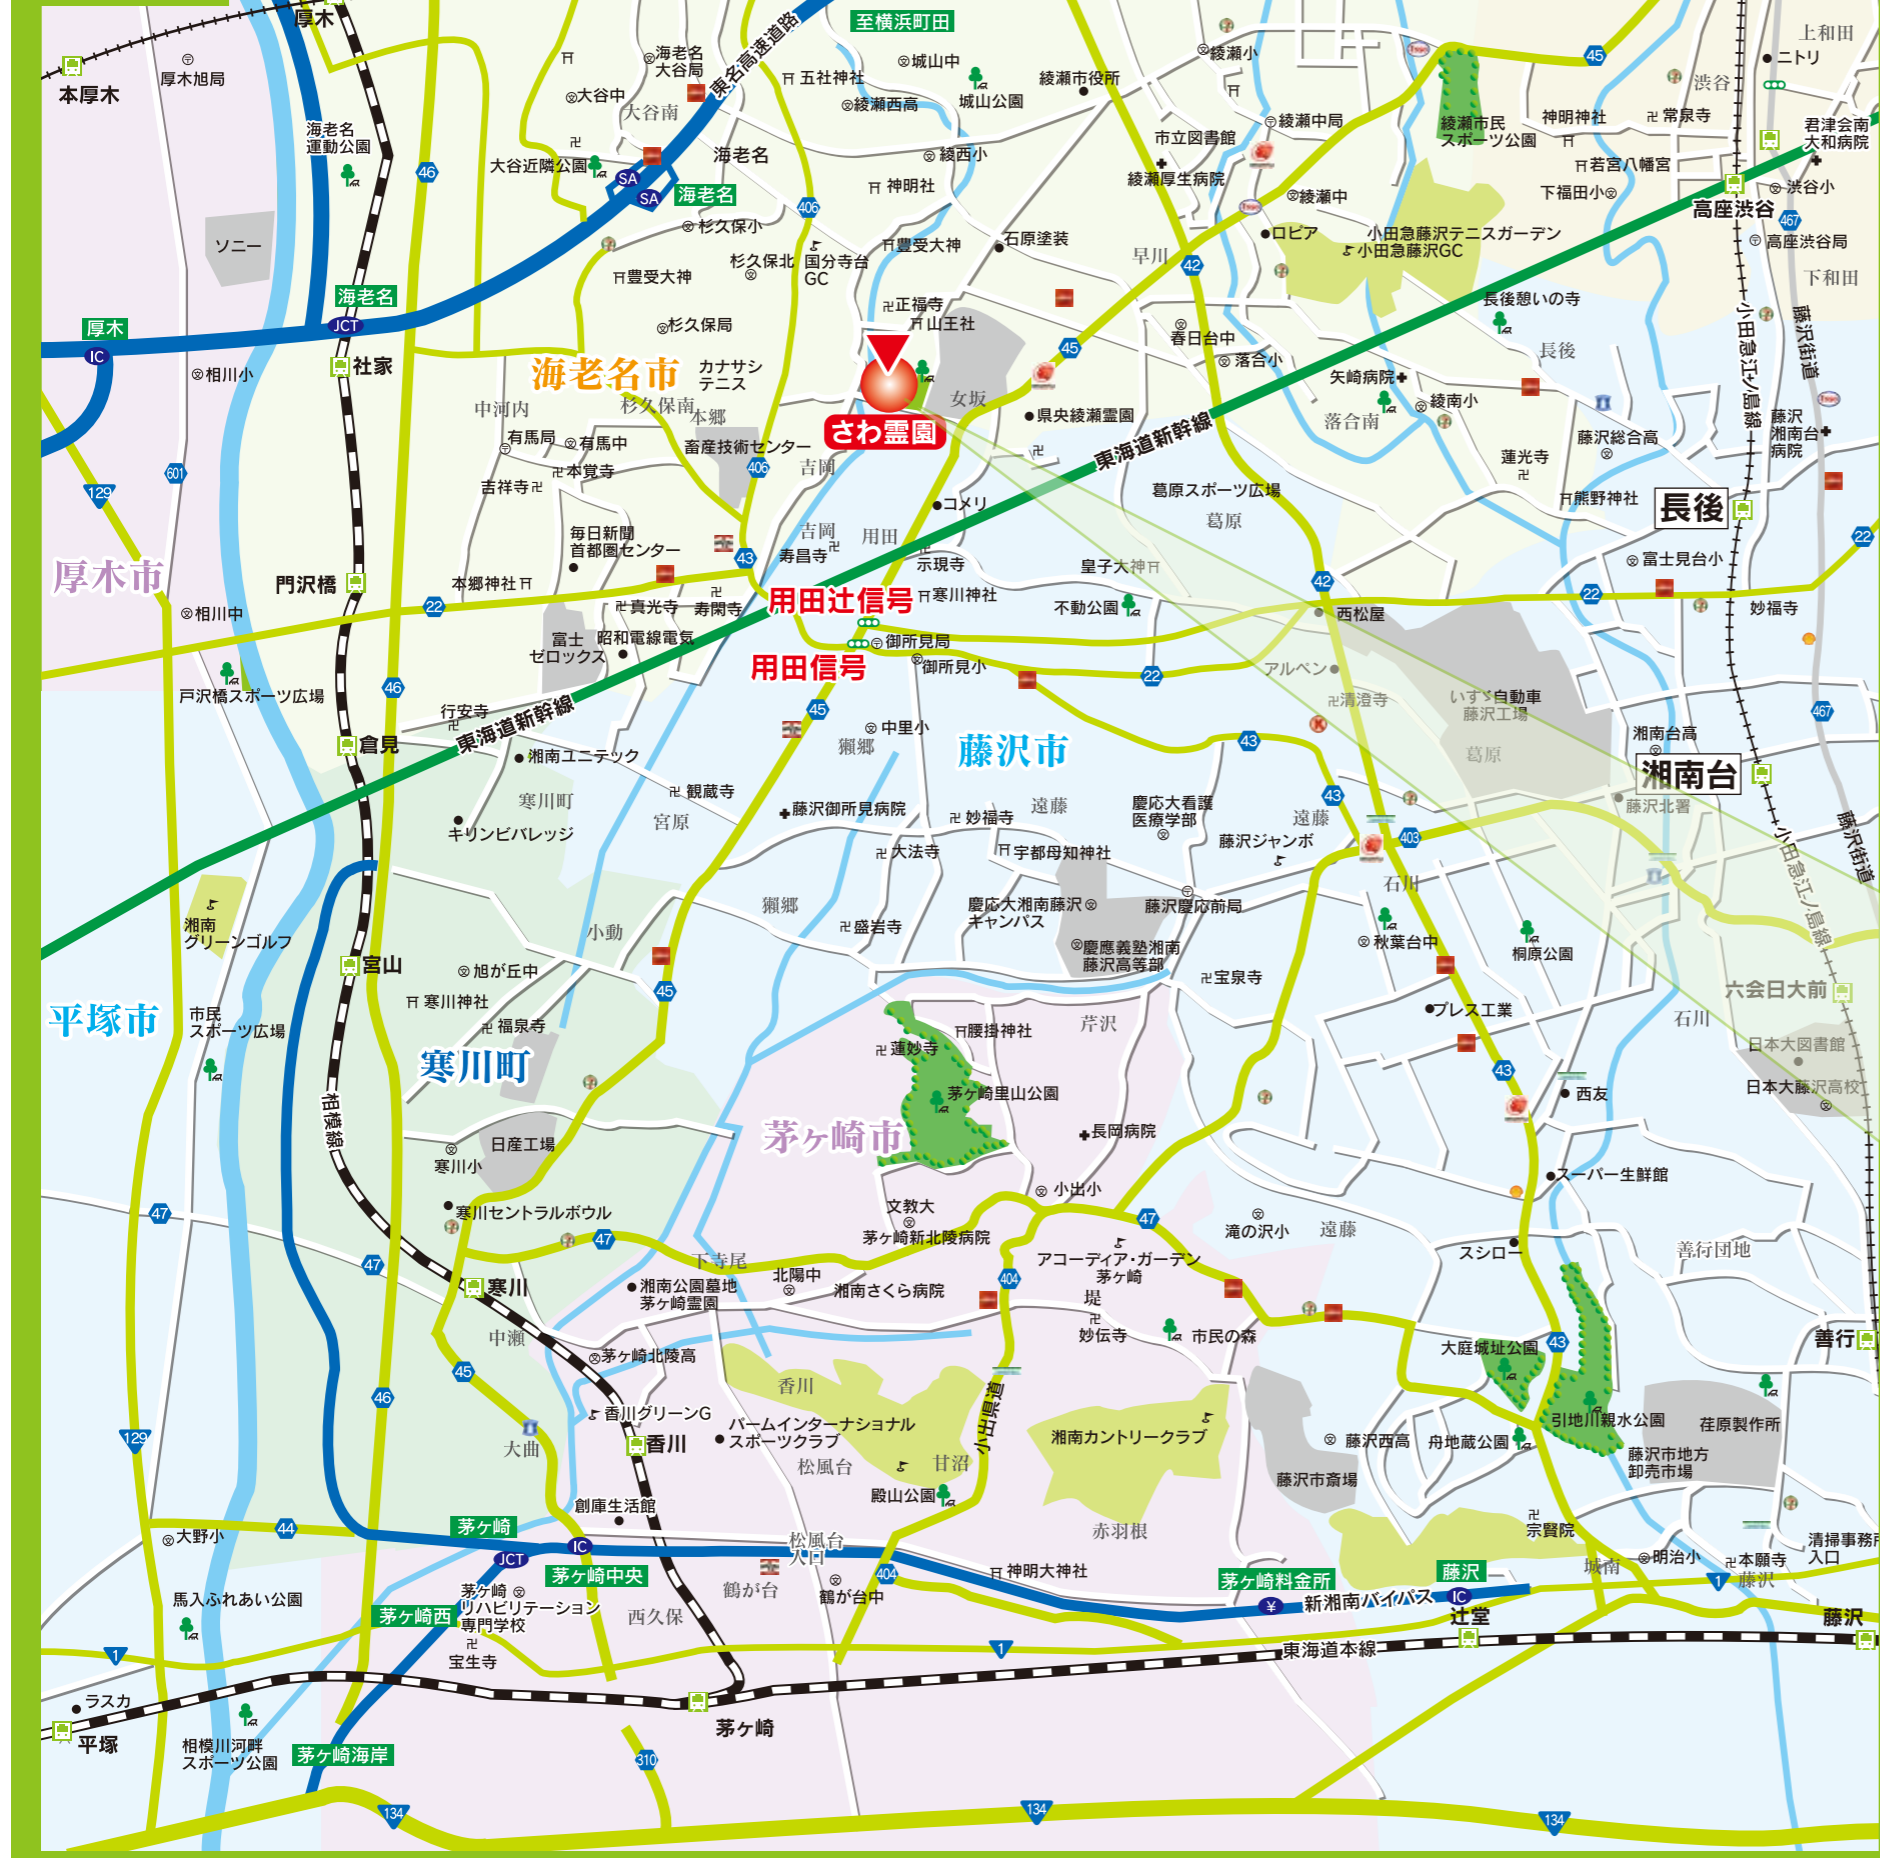 厚木
至横浜町田
東名高速道路
本厚木
厚木旭局
海老名
大谷局
五社神社
城山中
綾瀬小
上和田
ニトリ
渋谷
大谷中
大谷南
綾瀬西高
城山公園
綾瀬市役所
綾瀬中局
綾瀬市民
スポーツ公園
神明神社
常泉寺
君津会南
大和病院
海老名
運動公園
大谷近隣公園
SA
SA
海老名
海老名
綾西小
神明社
市立図書館
綾瀬厚生病院
綾瀬中
若宮八幡宮
下福田小
渋谷小
高座渋谷
高座渋谷局
ソニー
杉久保小
杉久保北
国分寺台
GC
豊受大神
豊受大神
石原塗装
早川
ロピア
小田急藤沢テニスガーデン
小田急藤沢GC
下和田
長後憩いの寺
海老名
JCT
厚木
IC
社家
相川小
杉久保局
カナサシ
テニス
正福寺
山王社
春日台中
落合小
長後
小田急江ノ島線
藤沢街道
海老名市
中河内
杉久保南
本郷
有馬局
有馬中
本覚寺
吉祥寺
畜産技術センター
吉岡
さわ霊園
女坂
県央綾瀬霊園
東海道新幹線
矢崎病院
綾南小
落合南
藤沢総合高
蓮光寺
熊野神社
藤沢
湘南台
病院
長後
厚木市
門沢橋
相川中
毎日新聞
首都圏センター
本郷神社
真光寺
寿閑寺
吉岡
寿昌寺
用田
コメリ
示現寺
寒川神社
葛原スポーツ広場
葛原
皇子大神
不動公園
富士見台小
妙福寺
西松屋
用田辻信号
用田信号
御所見局
御所見小
富士
ゼロックス
昭和電線電気
戸沢橋スポーツ広場
行安寺
東海道新幹線
倉見
湘南ユニテック
中里小
獺郷
藤沢市
アルペン
清澄寺
いすゞ自動車
藤沢工場
葛原
湘南台高
湘南台
藤沢北署
寒川町
キリンビバレッジ
観蔵寺
宮原
藤沢御所見病院
妙福寺
遠藤
慶応大看護
医療学部
遠藤
藤沢ジャンボ
大法寺
宇都母知神社
小田急江ノ島線
藤沢街道
湘南
グリーンゴルフ
小動
獺郷
盛岩寺
慶応大湘南藤沢
キャンパス
藤沢慶応前局
慶應義塾湘南
藤沢高等部
石川
秋葉台中
桐原公園
宝泉寺
宮山
旭が丘中
寒川神社
福泉寺
平塚市
市民
スポーツ広場
寒川町
相模線
蓮妙寺
腰掛神社
芹沢
プレス工業
六会日大前
石川
日本大図書館
日本大藤沢高校
茅ヶ崎里山公園
西友
茅ヶ崎市
長岡病院
日産工場
寒川小
スーパー生鮮館
文教大
小出小
寒川セントラルボウル
茅ヶ崎新北陵病院
滝の沢小
遠藤
スシロー
善行団地
アコーディア・ガーデン
茅ヶ崎
下寺尾
北陽中
湘南公園墓地
茅ヶ崎霊園
湘南さくら病院
寒川
中瀬
堤
妙伝寺
市民の森
大庭城址公園
善行
茅ヶ崎北陵高
香川
小出県道
引地川親水公園
荏原製作所
香川グリーンG
香川
大曲
パームインターナショナル
スポーツクラブ
松風台
甘沼
湘南カントリークラブ
藤沢西高
舟地蔵公園
藤沢市地方
卸売市場
藤沢市斎場
殿山公園
創庫生活館
赤羽根
宗賢院
清掃事務所
入口
大野小
茅ヶ崎
JCT
IC
茅ヶ崎中央
松風台
入口
鶴が台
鶴が台中
神明大神社
城南
明治小
本願寺
藤沢
馬入ふれあい公園
茅ヶ崎西
茅ヶ崎
リハビリテーション
専門学校
宝生寺
西久保
茅ヶ崎料金所
¥
新湘南バイパス
藤沢
IC
辻堂
東海道本線
藤沢
ラスカ
平塚
茅ヶ崎
相模川河畔
スポーツ公園
茅ヶ崎海岸
129
601
46
406
42
45
467
22
43
403
47
404
44
1
134
310